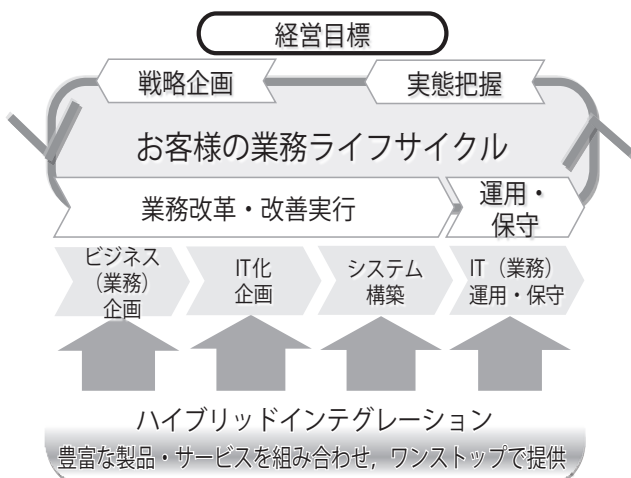 経営目標
戦略企画
実態把握
お客様の業務ライフサイクル
業務改革・改善実行
運用・
保守
ビジネス
（業務）
企画
IT化
企画
システム
構築
IT（業務）
運用・保守
ハイブリッドインテグレーション
豊富な製品・サービスを組み合わせ，ワンストップで提供